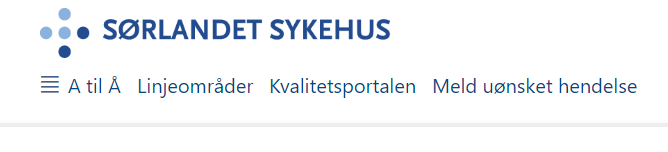 SØRLANDET SYKEHUS
A til Å Linjeområder Kvalitetsportalen Meld uønsket hendelse